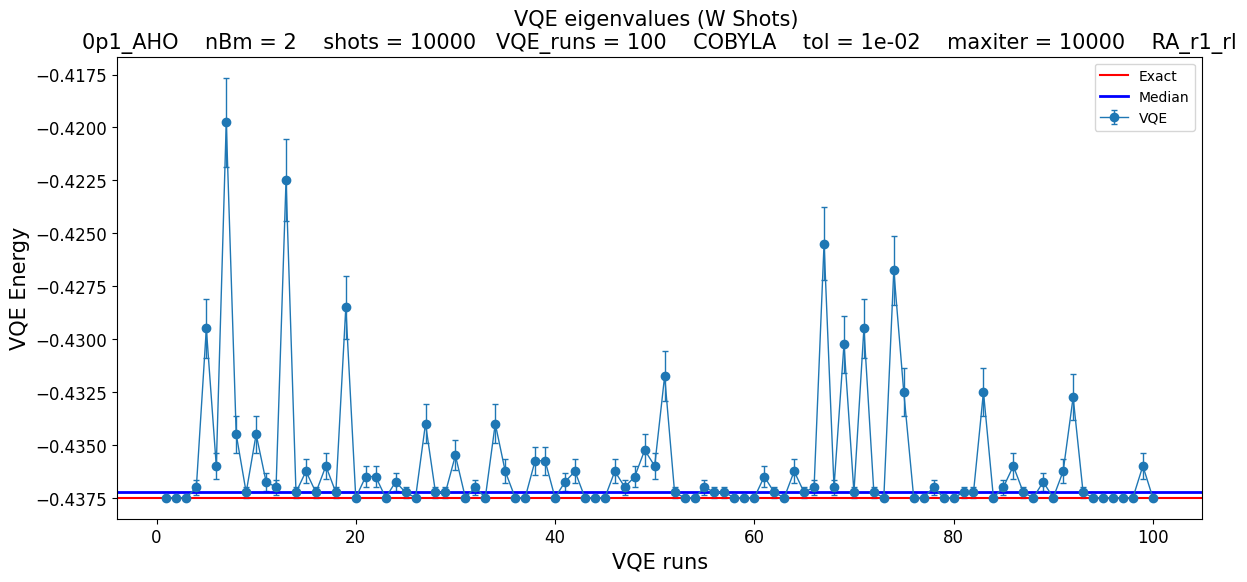 VQE eigenvalues (W Shots)
0p1_AHO    nBm = 2    shots = 10000   VQE_runs = 100    COBYLA    tol = 1e-02    maxiter = 10000    RA_r1_rl
Exact
Median
VQE
VQE Energy
−0.4175
−0.4200
−0.4225
−0.4250
−0.4275
−0.4300
−0.4325
−0.4350
−0.4375
0 20 40 60 80 100
VQE runs